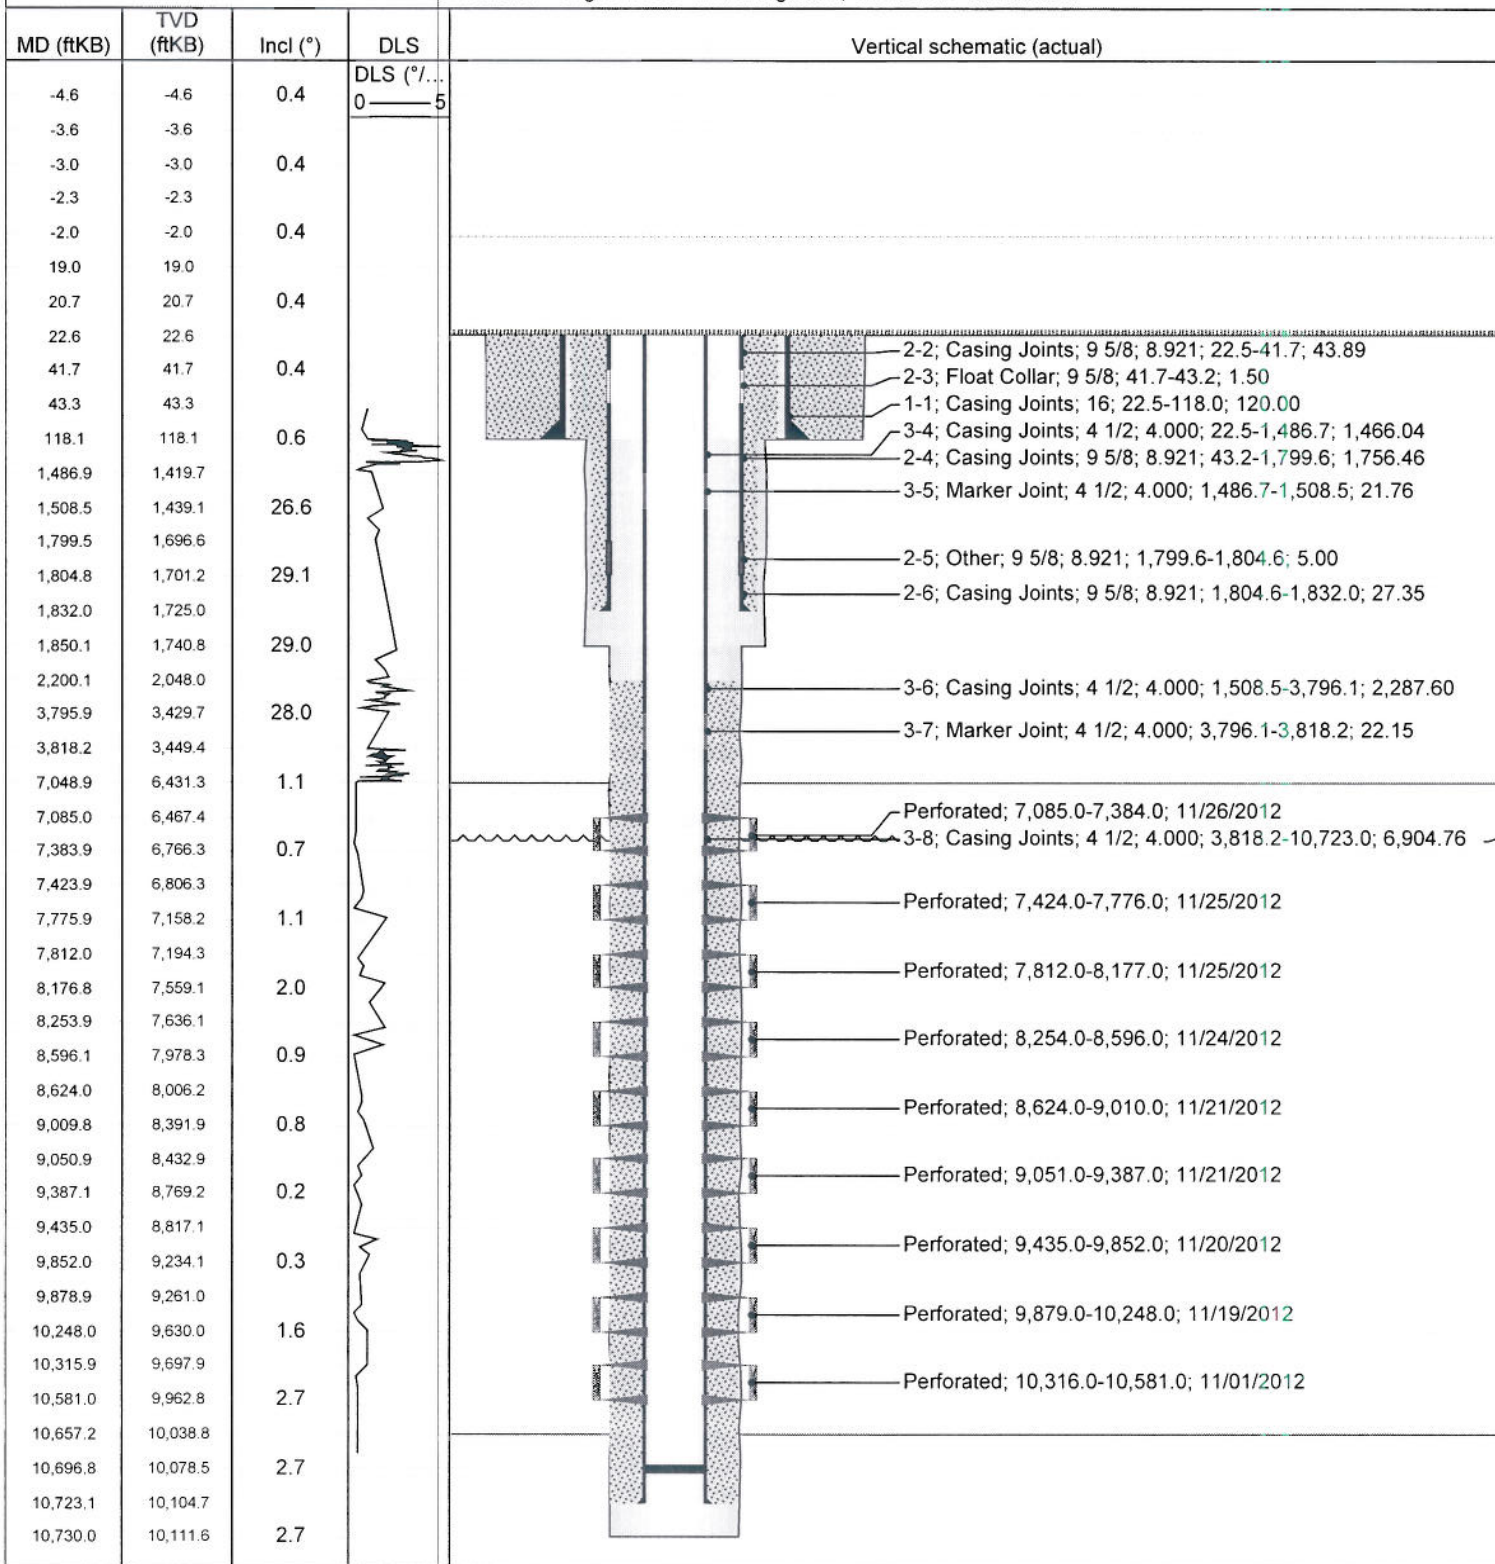 MD (ftKB) TVD (ftKB) Incl (°) DLS Vertical schematic (actual)
DLS (°/...
0 5
-4.6 -4.6 0.4
-3.6 -3.6
-3.0 -3.0 0.4
-2.3 -2.3
-2.0 -2.0 0.4
19.0 19.0
20.7 20.7 0.4
22.6 22.6
41.7 41.7 0.4
43.3 43.3
118.1 118.1 0.6
1,486.9 1,419.7
1,508.5 1,439.1 26.6
1,799.5 1,696.6
1,804.8 1,701.2 29.1
1,832.0 1,725.0
1,850.1 1,740.8 29.0
2,200.1 2,048.0
3,795.9 3,429.7 28.0
3,818.2 3,449.4
7,048.9 6,431.3 1.1
7,085.0 6,467.4
7,383.9 6,766.3 0.7
7,423.9 6,806.3
7,775.9 7,158.2 1.1
7,812.0 7,194.3
8,176.8 7,559.1 2.0
8,253.9 7,636.1
8,596.1 7,978.3 0.9
8,624.0 8,006.2
9,009.8 8,391.9 0.8
9,050.9 8,432.9
9,387.1 8,769.2 0.2
9,435.0 8,817.1
9,852.0 9,234.1 0.3
9,878.9 9,261.0
10,248.0 9,630.0 1.6
10,315.9 9,697.9
10,581.0 9,962.8 2.7
10,657.2 10,038.8
10,696.8 10,078.5 2.7
10,723.1 10,104.7
10,730.0 10,111.6 2.7
2-2; Casing Joints; 9 5/8; 8.921; 22.5-41.7; 43.89
2-3; Float Collar; 9 5/8; 41.7-43.2; 1.50
1-1; Casing Joints; 16; 22.5-118.0; 120.00
3-4; Casing Joints; 4 1/2; 4.000; 22.5-1,486.7; 1,466.04
2-4; Casing Joints; 9 5/8; 8.921; 43.2-1,799.6; 1,756.46
3-5; Marker Joint; 4 1/2; 4.000; 1,486.7-1,508.5; 21.76
2-5; Other; 9 5/8; 8.921; 1,799.6-1,804.6; 5.00
2-6; Casing Joints; 9 5/8; 8.921; 1,804.6-1,832.0; 27.35
3-6; Casing Joints; 4 1/2; 4.000; 1,508.5-3,796.1; 2,287.60
3-7; Marker Joint; 4 1/2; 4.000; 3,796.1-3,818.2; 22.15
Perforated; 7,085.0-7,384.0; 11/26/2012
3-8; Casing Joints; 4 1/2; 4.000; 3,818.2-10,723.0; 6,904.76
Perforated; 7,424.0-7,776.0; 11/25/2012
Perforated; 7,812.0-8,177.0; 11/25/2012
Perforated; 8,254.0-8,596.0; 11/24/2012
Perforated; 8,624.0-9,010.0; 11/21/2012
Perforated; 9,051.0-9,387.0; 11/21/2012
Perforated; 9,435.0-9,852.0; 11/20/2012
Perforated; 9,879.0-10,248.0; 11/19/2012
Perforated; 10,316.0-10,581.0; 11/01/2012